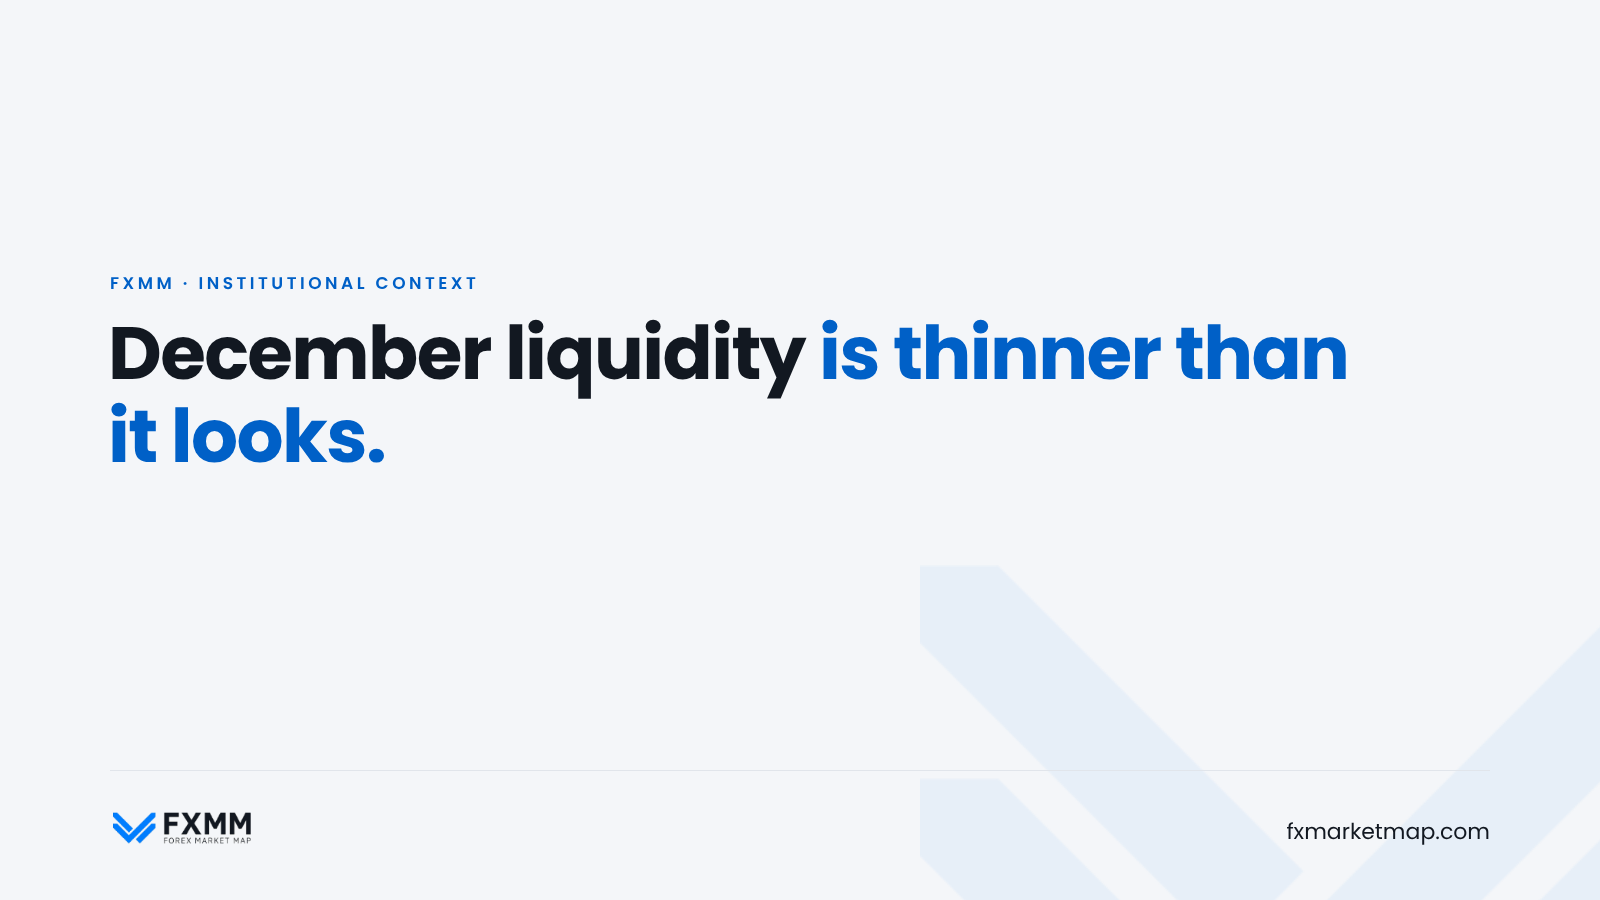 FXMM · INSTITUTIONAL CONTEXT
December liquidity is thinner than
it looks.
FXMM
FOREX MARKET MAP
fxmarketmap.com